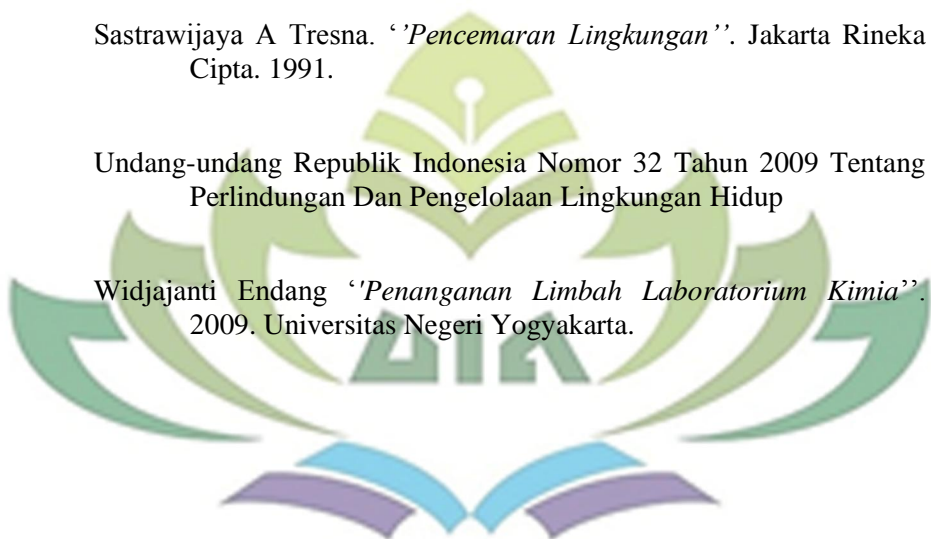 Sastrawijaya A Tresna. ‘’Pencemaran Lingkungan’’. Jakarta Rineka
Cipta. 1991.
Undang-undang Republik Indonesia Nomor 32 Tahun 2009 Tentang
Perlindungan Dan Pengelolaan Lingkungan Hidup
Widjajanti Endang ‘'Penanganan Limbah Laboratorium Kimia’’.
2009. Universitas Negeri Yogyakarta.